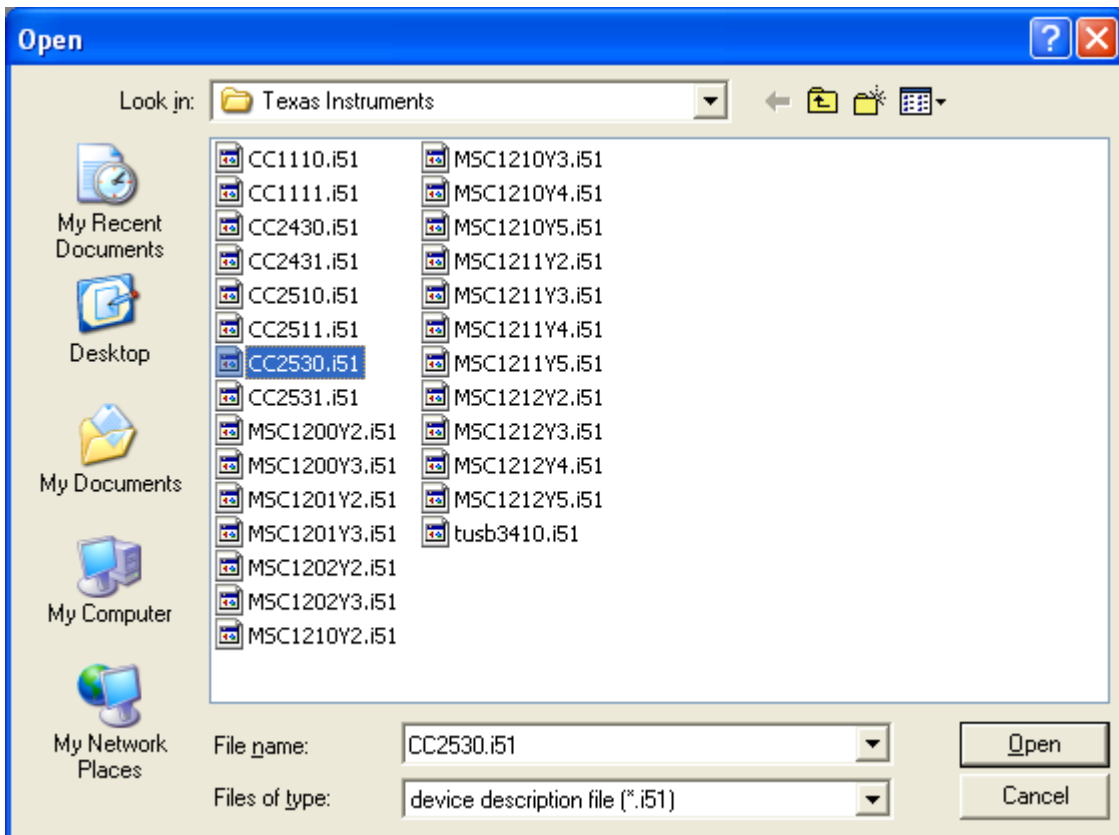 Open
Look in:
Texas Instruments
My Recent
Documents
Desktop
My Documents
My Computer
My Network
Places
CC1110.i51
CC1111.i51
CC2430.i51
CC2431.i51
CC2510.i51
CC2511.i51
CC2530.i51
CC2531.i51
MSC1200Y2.i51
MSC1200Y3.i51
MSC1201Y2.i51
MSC1201Y3.i51
MSC1202Y2.i51
MSC1202Y3.i51
MSC1210Y2.i51
MSC1210Y3.i51
MSC1210Y4.i51
MSC1210Y5.i51
MSC1211Y2.i51
MSC1211Y3.i51
MSC1211Y4.i51
MSC1211Y5.i51
MSC1212Y2.i51
MSC1212Y3.i51
MSC1212Y4.i51
MSC1212Y5.i51
tusb3410.i51
File name:
CC2530.i51
Open
Files of type:
device description file (*.i51)
Cancel